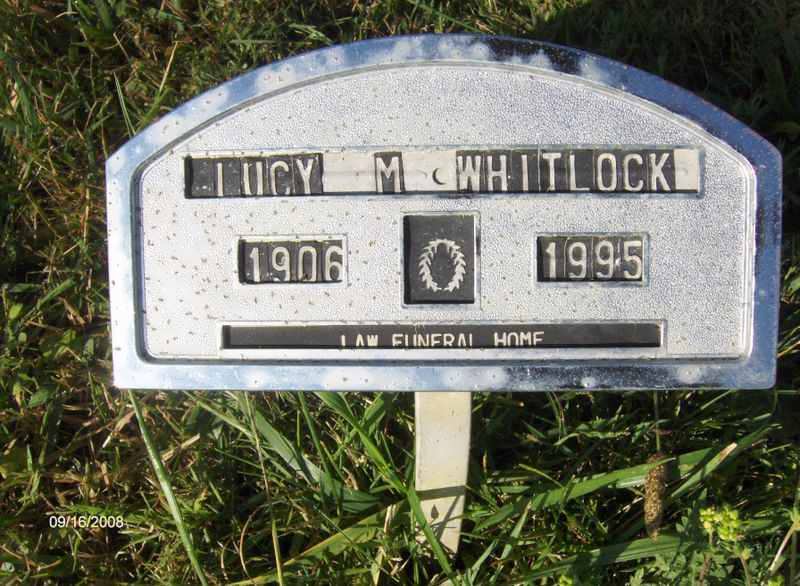 LUCY M WHITLOCK
1906 1995
LAW FUNERAL HOME
09/16/2008